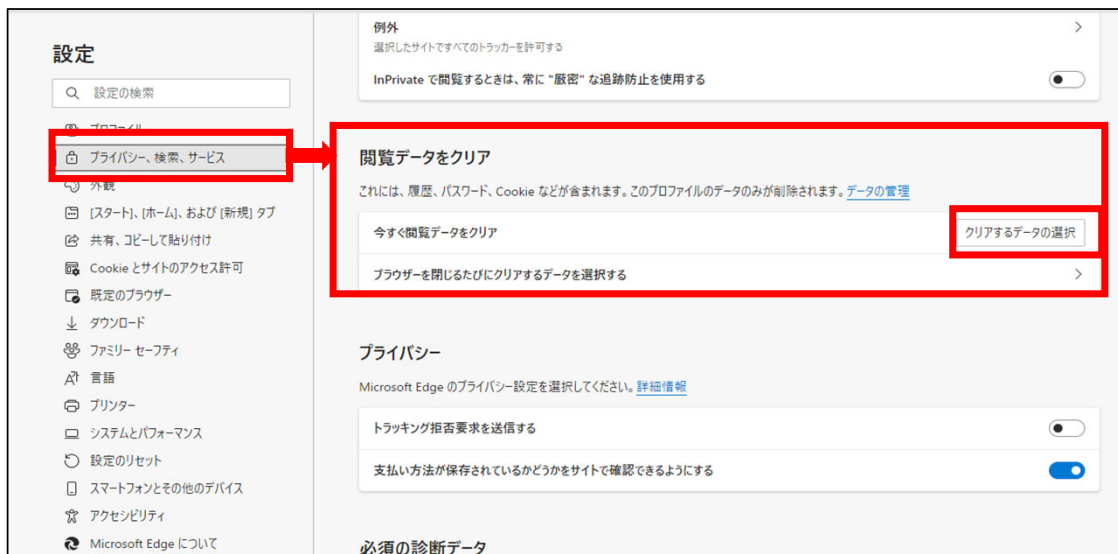 設定
設定の検索
プロファイル
プライバシー、検索、サービス
外観
[スタート]、[ホーム]、および [新規] タブ
共有、コピーして貼り付け
Cookie とサイトのアクセス許可
既定のブラウザー
ダウンロード
ファミリー セーフティ
言語
プリンター
システムとパフォーマンス
設定のリセット
スマートフォンとその他のデバイス
アクセシビリティ
Microsoft Edge について
例外
選択したサイトですべてのトラッカーを許可する
InPrivate で閲覧するときは、常に "厳密" な追跡防止を使用する
閲覧データをクリア
これには、履歴、パスワード、Cookie などが含まれます。このプロファイルのデータのみが削除されます。データの管理
今すぐ閲覧データをクリア
クリアするデータの選択
ブラウザーを閉じるたびにクリアするデータを選択する
プライバシー
Microsoft Edge のプライバシー設定を選択してください。詳細情報
トラッキング拒否要求を送信する
支払い方法が保存されているかどうかをサイトで確認できるようにする
必須の診断データ